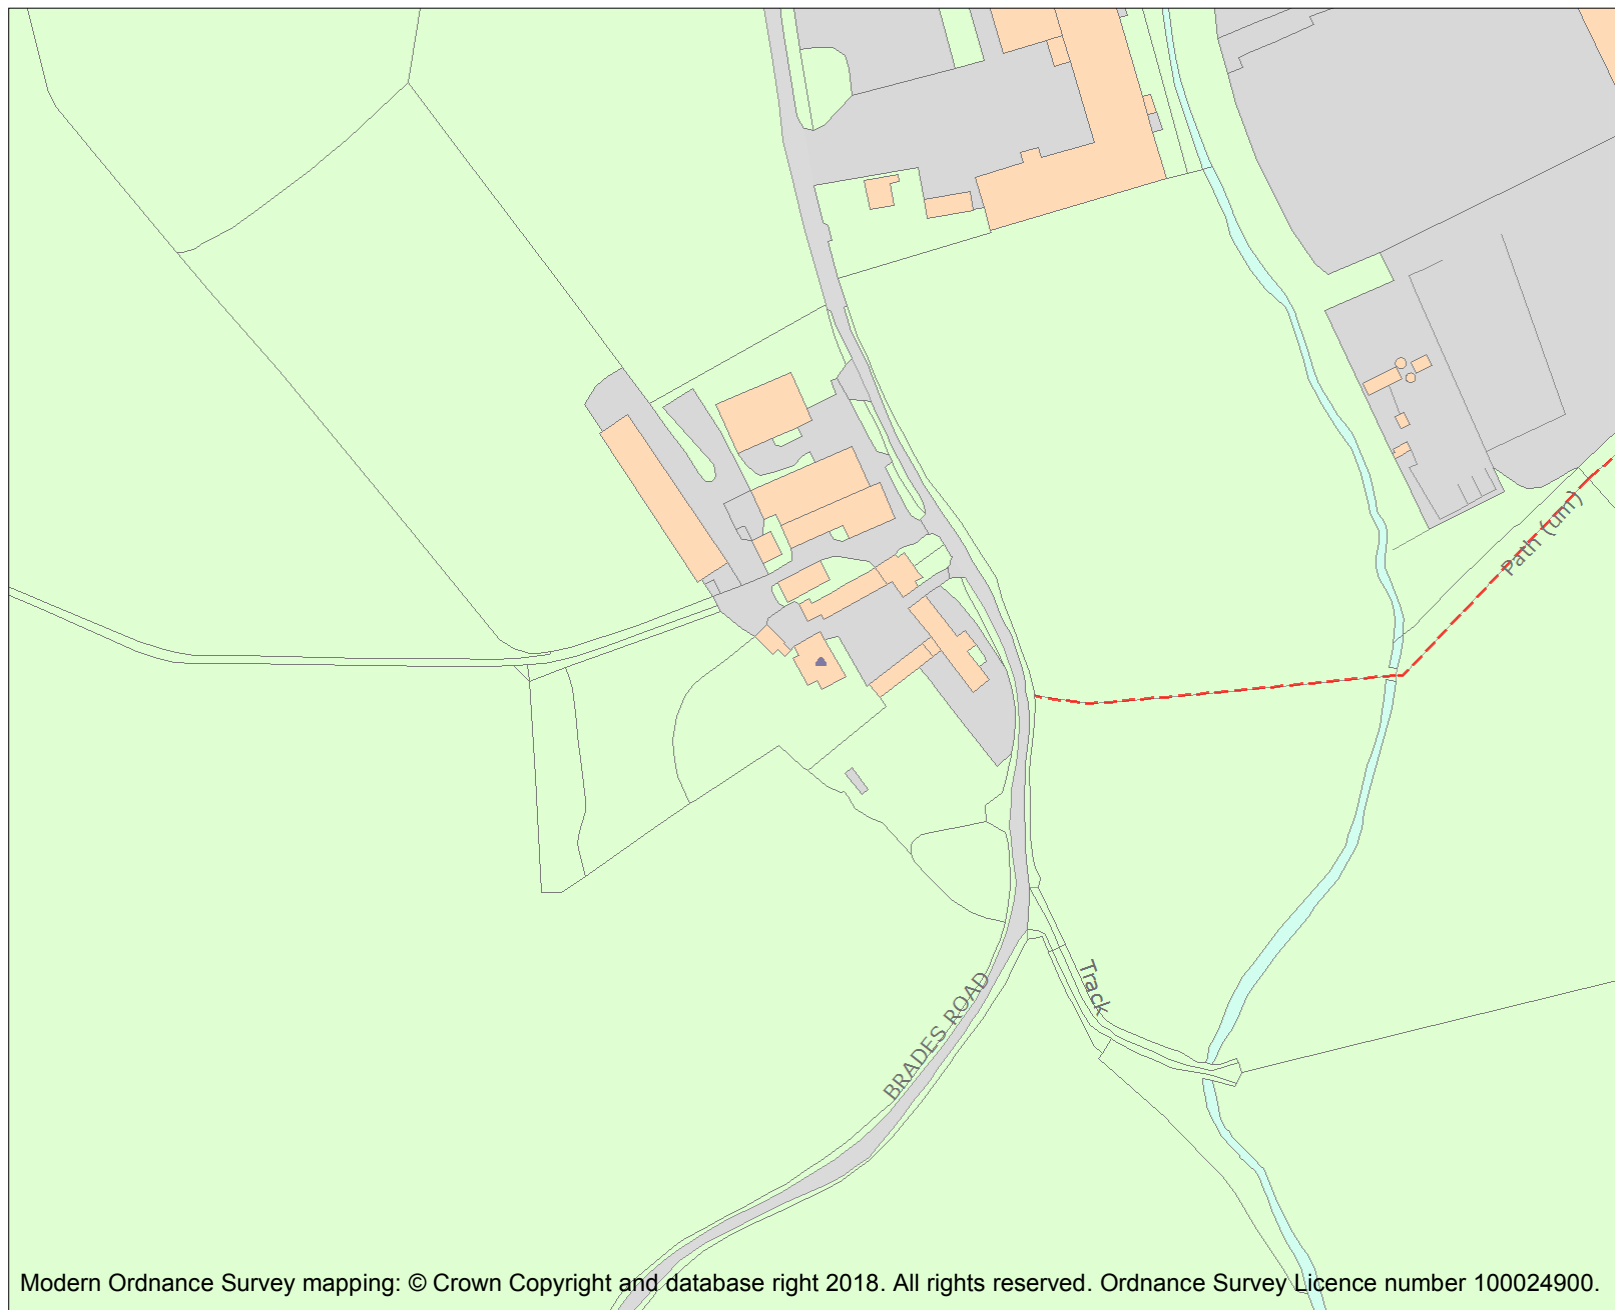 Path (um)
Track
BRADES ROAD
Modern Ordnance Survey mapping: © Crown Copyright and database right 2018. All rights reserved. Ordnance Survey Licence number 100024900.